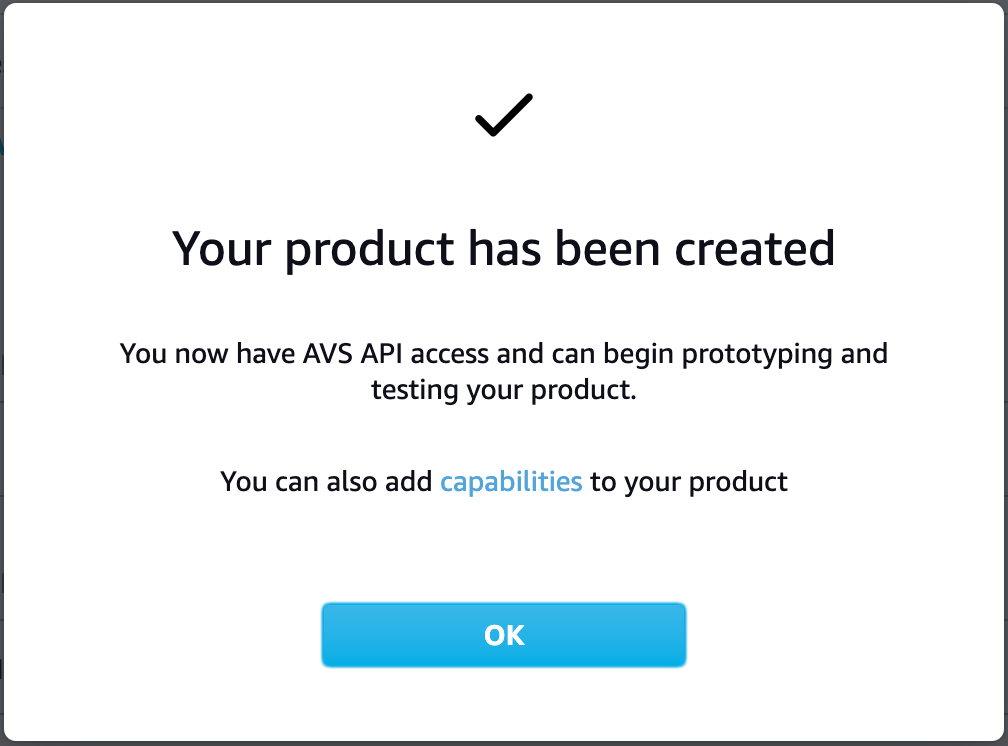 Your product has been created
You now have AVS API access and can begin prototyping and
testing your product.
You can also add capabilities to your product
OK